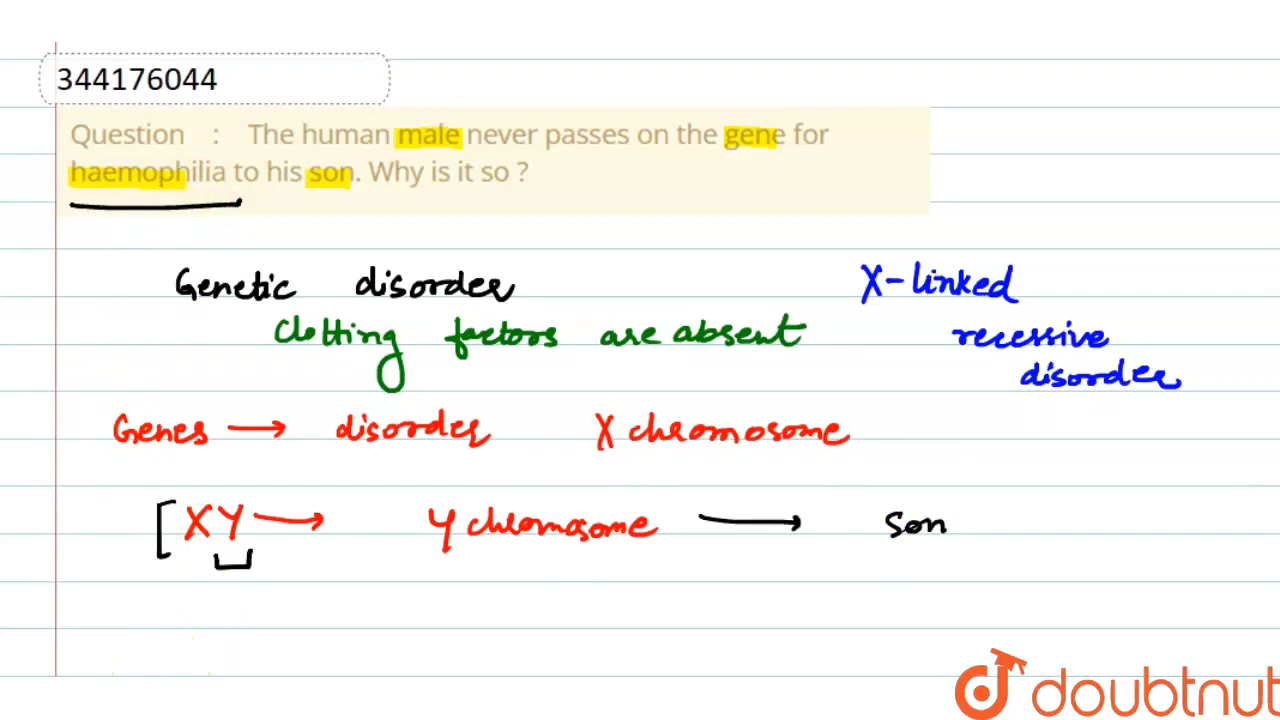 344176044
Question : The human male never passes on the gene for
haemophilia to his son. Why is it so ?
Genetic disorder
X-linked
Clotting factors are absent
recessive
disorder
Genes → disorder X chromosome
[XY → Y chromosome → Son
doubtnut